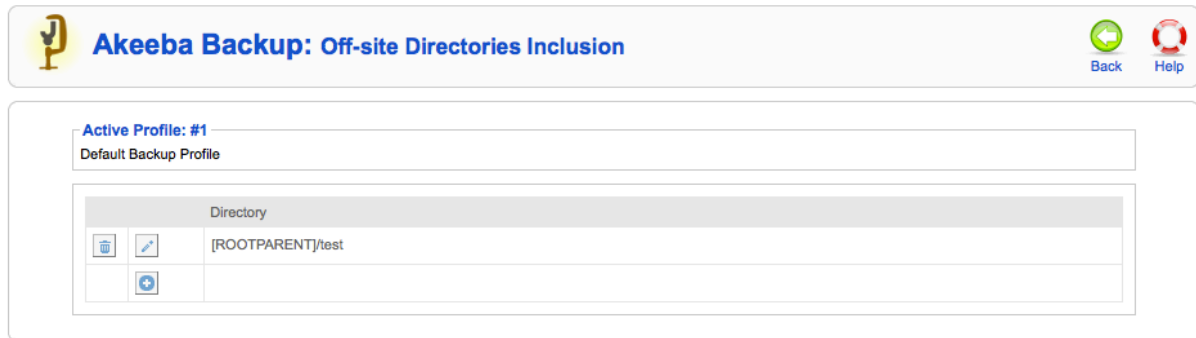 Akeeba Backup: Off-site Directories Inclusion
Back
Help
Active Profile: #1
Default Backup Profile
Directory
[ROOTPARENT]/test